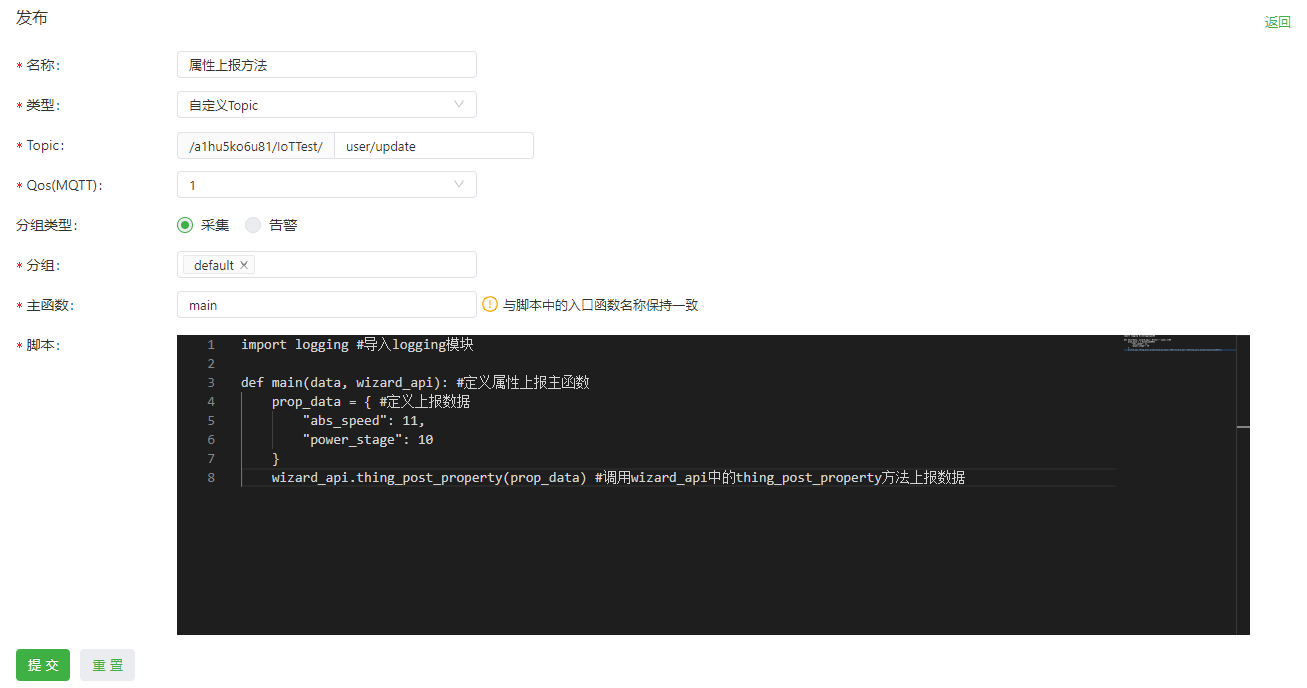 发布
返回
* 名称:
属性上报方法
* 类型:
自定义Topic
* Topic:
/a1hu5ko6u81/IoTTest/ user/update
* Qos(MQTT):
1
分组类型:
采集 告警
* 分组:
default ×
* 主函数:
main
与脚本中的入口函数名称保持一致
* 脚本:
1 import logging #导入logging模块
2
3 def main(data, wizard_api): #定义属性上报主函数
4     prop_data = { #定义上报数据
5         "abs_speed": 11,
6         "power_stage": 10
7     }
8     wizard_api.thing_post_property(prop_data) #调用wizard_api中的thing_post_property方法上报数据
提 交 重 置